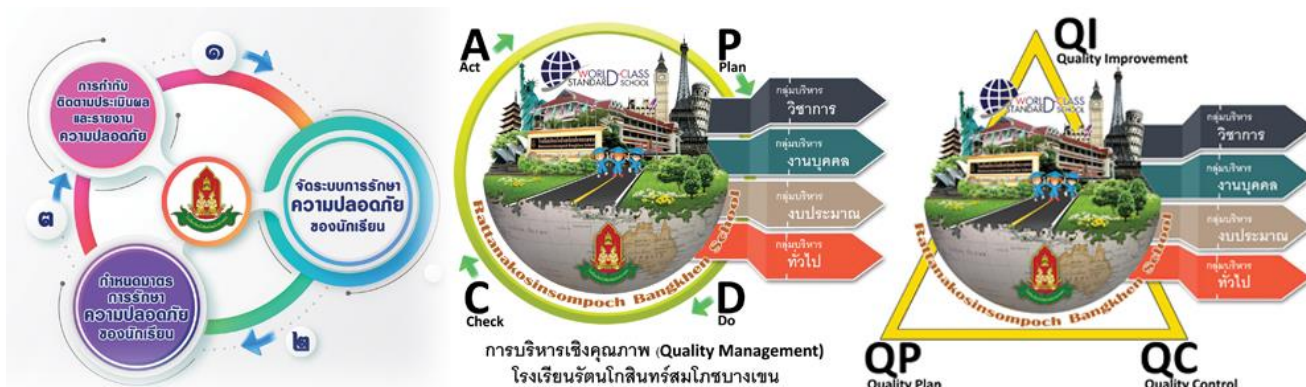 ๑
การกำกับ
ติดตามประเมินผล
และรายงาน
ความปลอดภัย
จัดระบบการรักษา
ความปลอดภัย
ของนักเรียน
๓
กำหนดมาตร
การรักษา
ความปลอดภัย
ของนักเรียน
๒
A
Act
P
Plan
WORLD-CLASS
STANDARD SCHOOL
กลุ่มบริหาร
วิชาการ
กลุ่มบริหาร
งานบุคคล
กลุ่มบริหาร
งบประมาณ
กลุ่มบริหาร
ทั่วไป
Rattanakosinsompoch Bangkhen School
C
Check
D
Do
การบริหารเชิงคุณภาพ (Quality Management)
โรงเรียนรัตนโกสินทร์สมโภชบางเขน
QI
Quality Improvement
WORLD-CLASS
STANDARD SCHOOL
กลุ่มบริหาร
วิชาการ
กลุ่มบริหาร
งานบุคคล
กลุ่มบริหาร
งบประมาณ
กลุ่มบริหาร
ทั่วไป
Rattanakosinsompoch Bangkhen School
QP
Quality Plan
QC
Quality Control